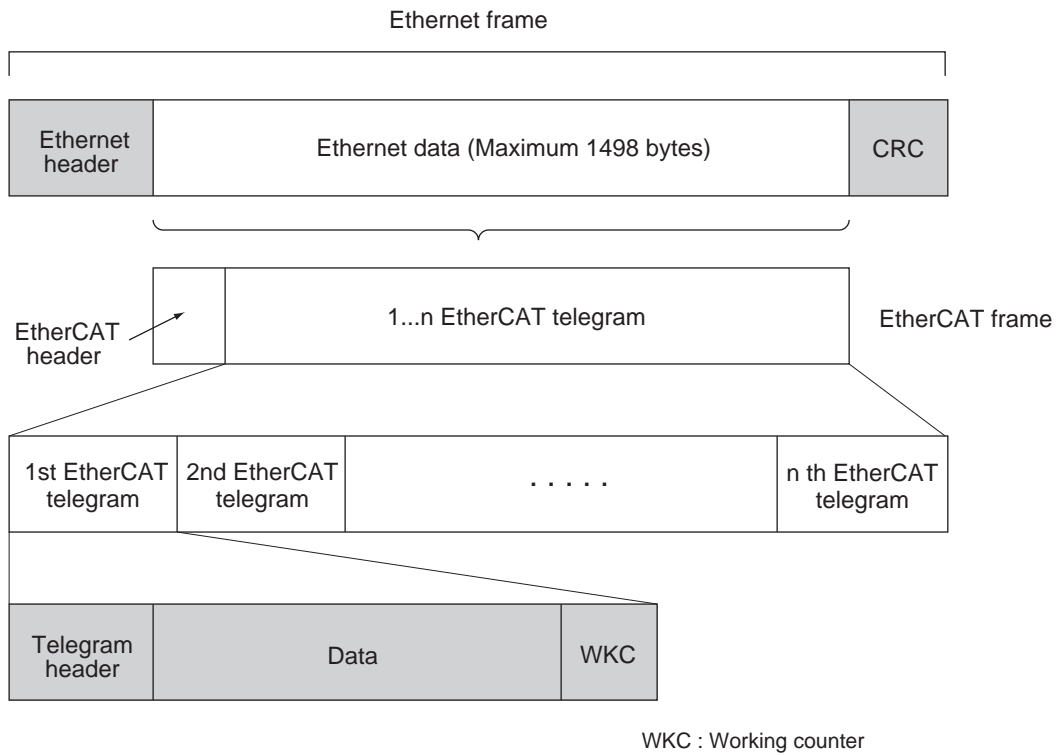 Ethernet frame
Ethernet
header
Ethernet data (Maximum 1498 bytes)
CRC
EtherCAT
header
1...n EtherCAT telegram
EtherCAT frame
1st EtherCAT
telegram
2nd EtherCAT
telegram
. . . . .
n th EtherCAT
telegram
Telegram
header
Data
WKC
WKC : Working counter